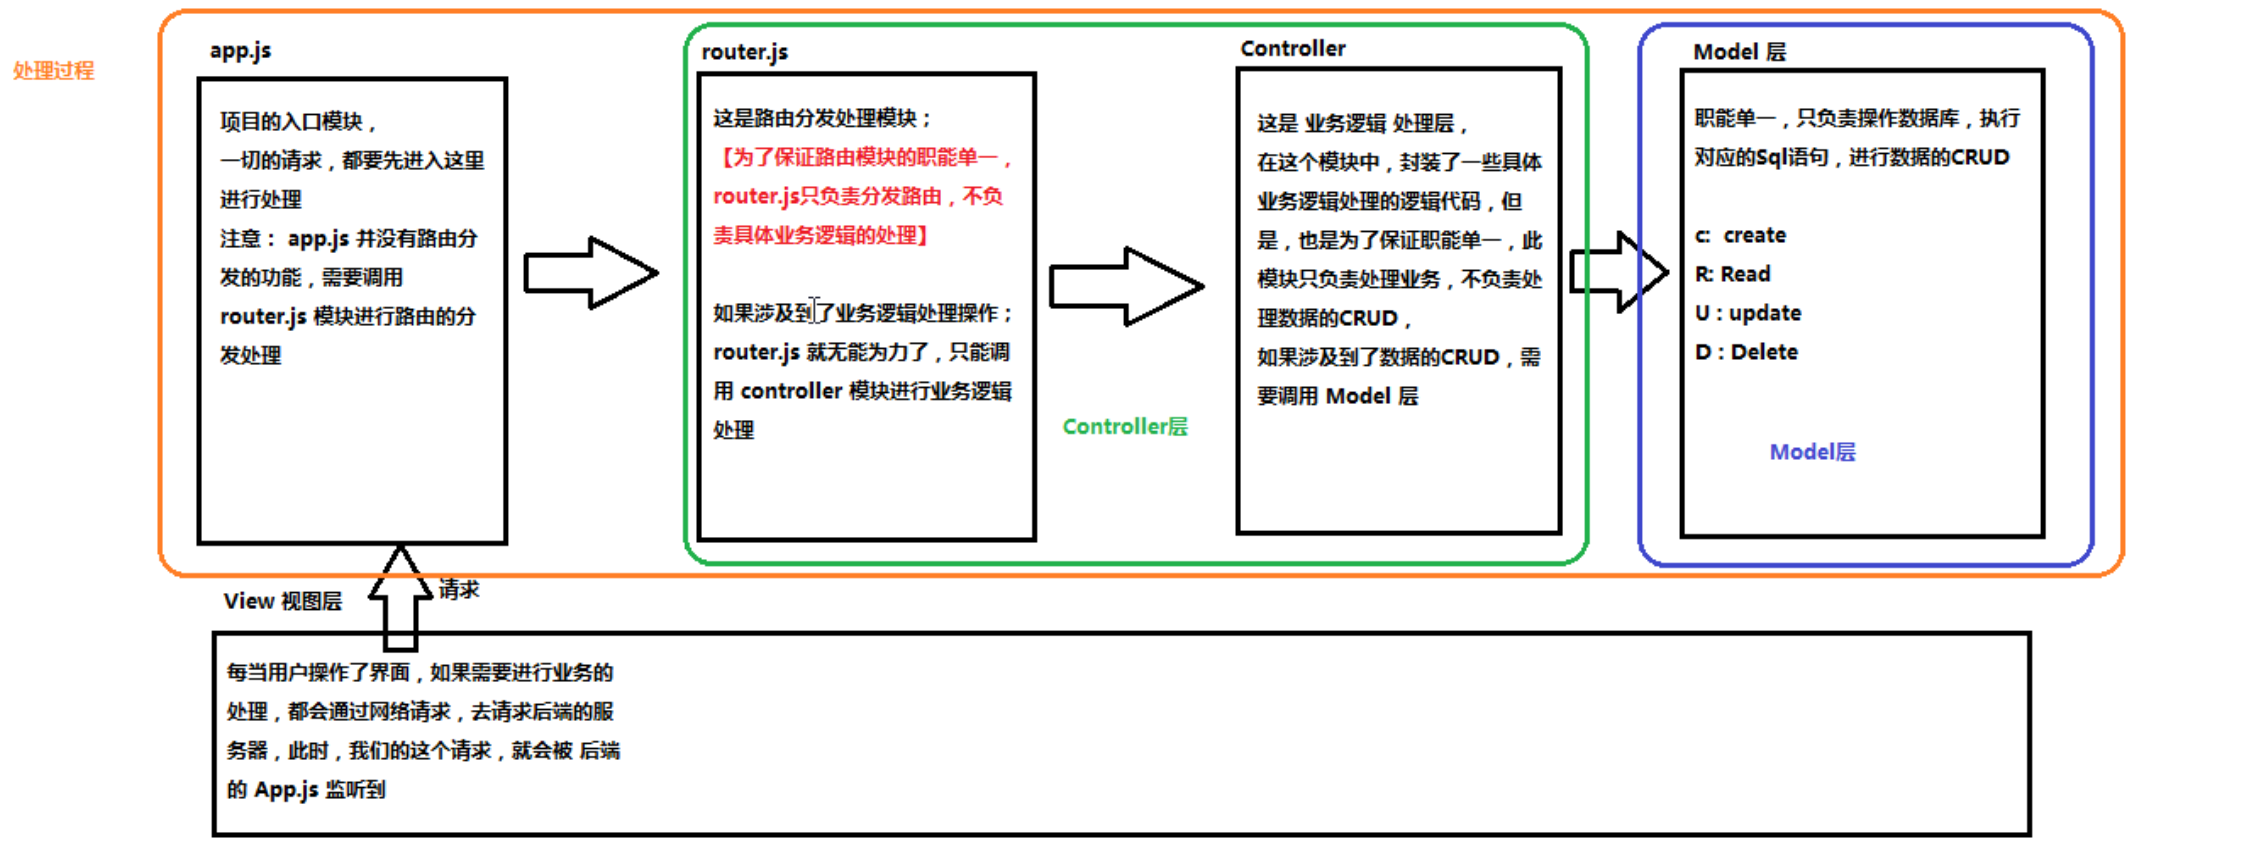 处理过程
app.js
项目的入口模块，
一切的请求，都要先进入这里
进行处理
注意： app.js 并没有路由分
发的功能，需要调用
router.js 模块进行路由的分
发处理
router.js
这是路由分发处理模块；
【为了保证路由模块的职能单一，
router.js只负责分发路由，不负
责具体业务逻辑的处理】
如果涉及到了业务逻辑处理操作；
router.js 就无能为力了，只能调
用 controller 模块进行业务逻辑
处理
Controller层
Controller
这是 业务逻辑 处理层，
在这个模块中，封装了一些具体
业务逻辑处理的逻辑代码，但
是，也是为了保证职能单一，此
模块只负责处理业务，不负责处
理数据的CRUD，
如果涉及到了数据的CRUD，需
要调用 Model 层
Model 层
职能单一，只负责操作数据库，执行
对应的Sql语句，进行数据的CRUD
c: create
R: Read
U : update
D : Delete
Model层
View 视图层
请求
每当用户操作了界面，如果需要进行业务的
处理，都会通过网络请求，去请求后端的服
务器，此时，我们的这个请求，就会被 后端
的 App.js 监听到